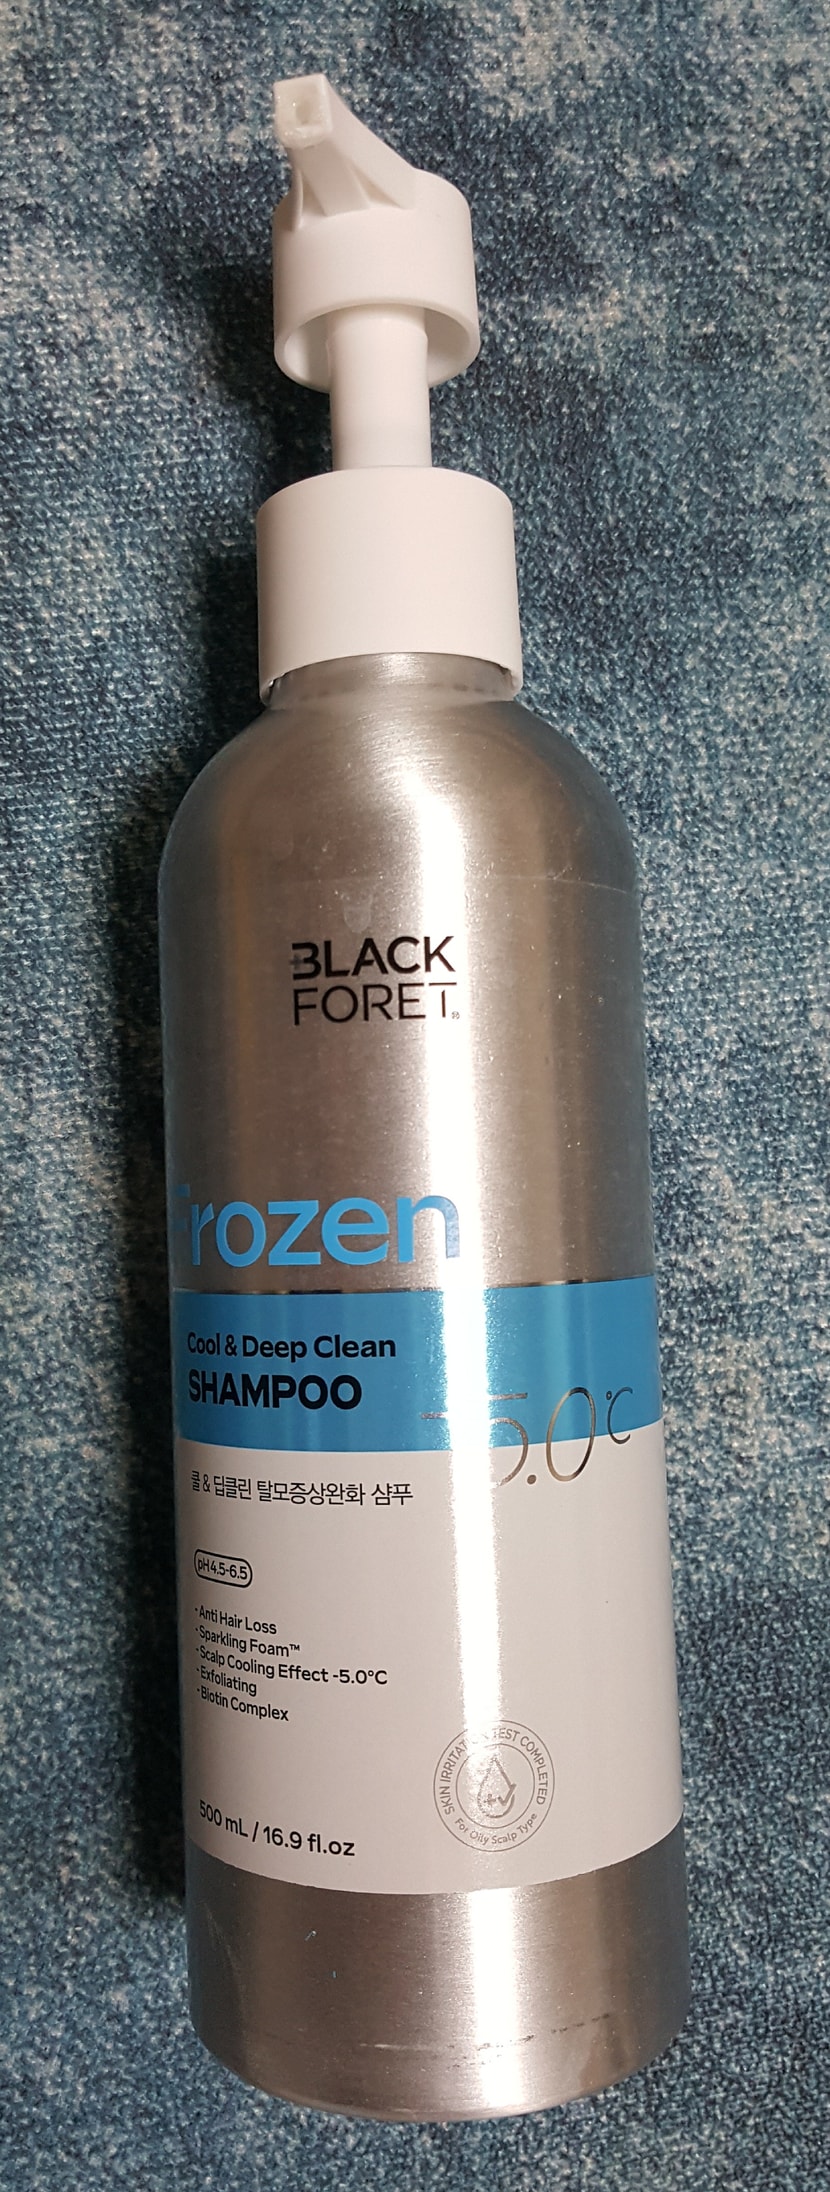 BLACK
FORET
Frozen
Cool & Deep Clean
SHAMPOO
-5.0°C
쿨 & 딥클린 탈모증상완화 샴푸
pH4.5-6.5
·Anti Hair Loss
·Sparkling Foam™
·Scalp Cooling Effect -5.0°C
·Exfoliating
·Biotin Complex
SKIN IRRITATION TEST COMPLETED
For Oily Scalp Type
500 mL / 16.9 fl.oz